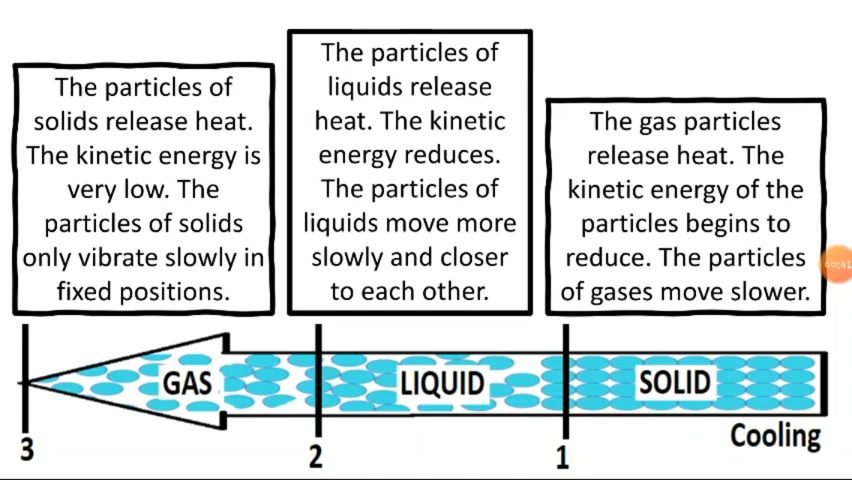 The particles of
solids release heat.
The kinetic energy is
very low. The
particles of solids
only vibrate slowly in
fixed positions.
The particles of
liquids release
heat. The kinetic
energy reduces.
The particles of
liquids move more
slowly and closer
to each other.
The gas particles
release heat. The
kinetic energy of the
particles begins to
reduce. The particles
of gases move slower.
GAS
LIQUID
SOLID
Cooling
3
2
1